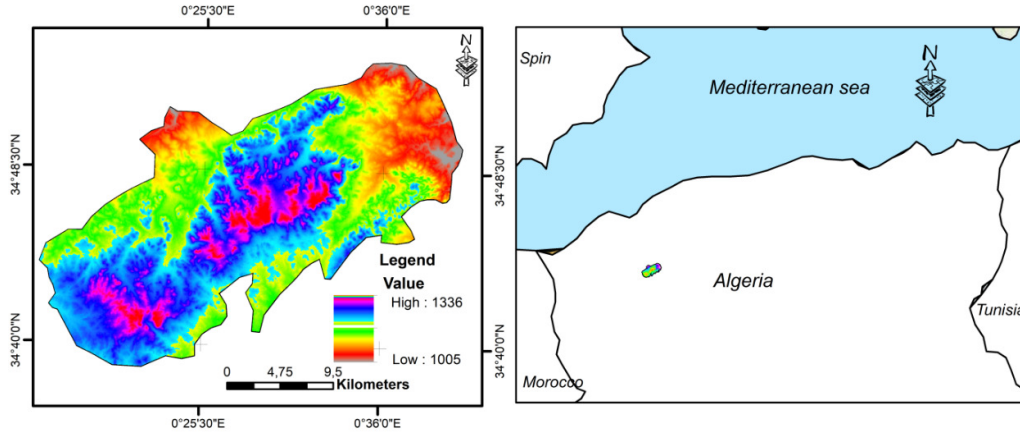 0°25'30"E
0°36'0"E
N
34°48'30"N
34°40'0"N
Legend
Value
High : 1336
Low : 1005
0 4,75 9,5
Kilometers
0°25'30"E
0°36'0"E
34°48'30"N
34°40'0"N
Spin
Mediterranean sea
N
Algeria
Tunisia
Morocco